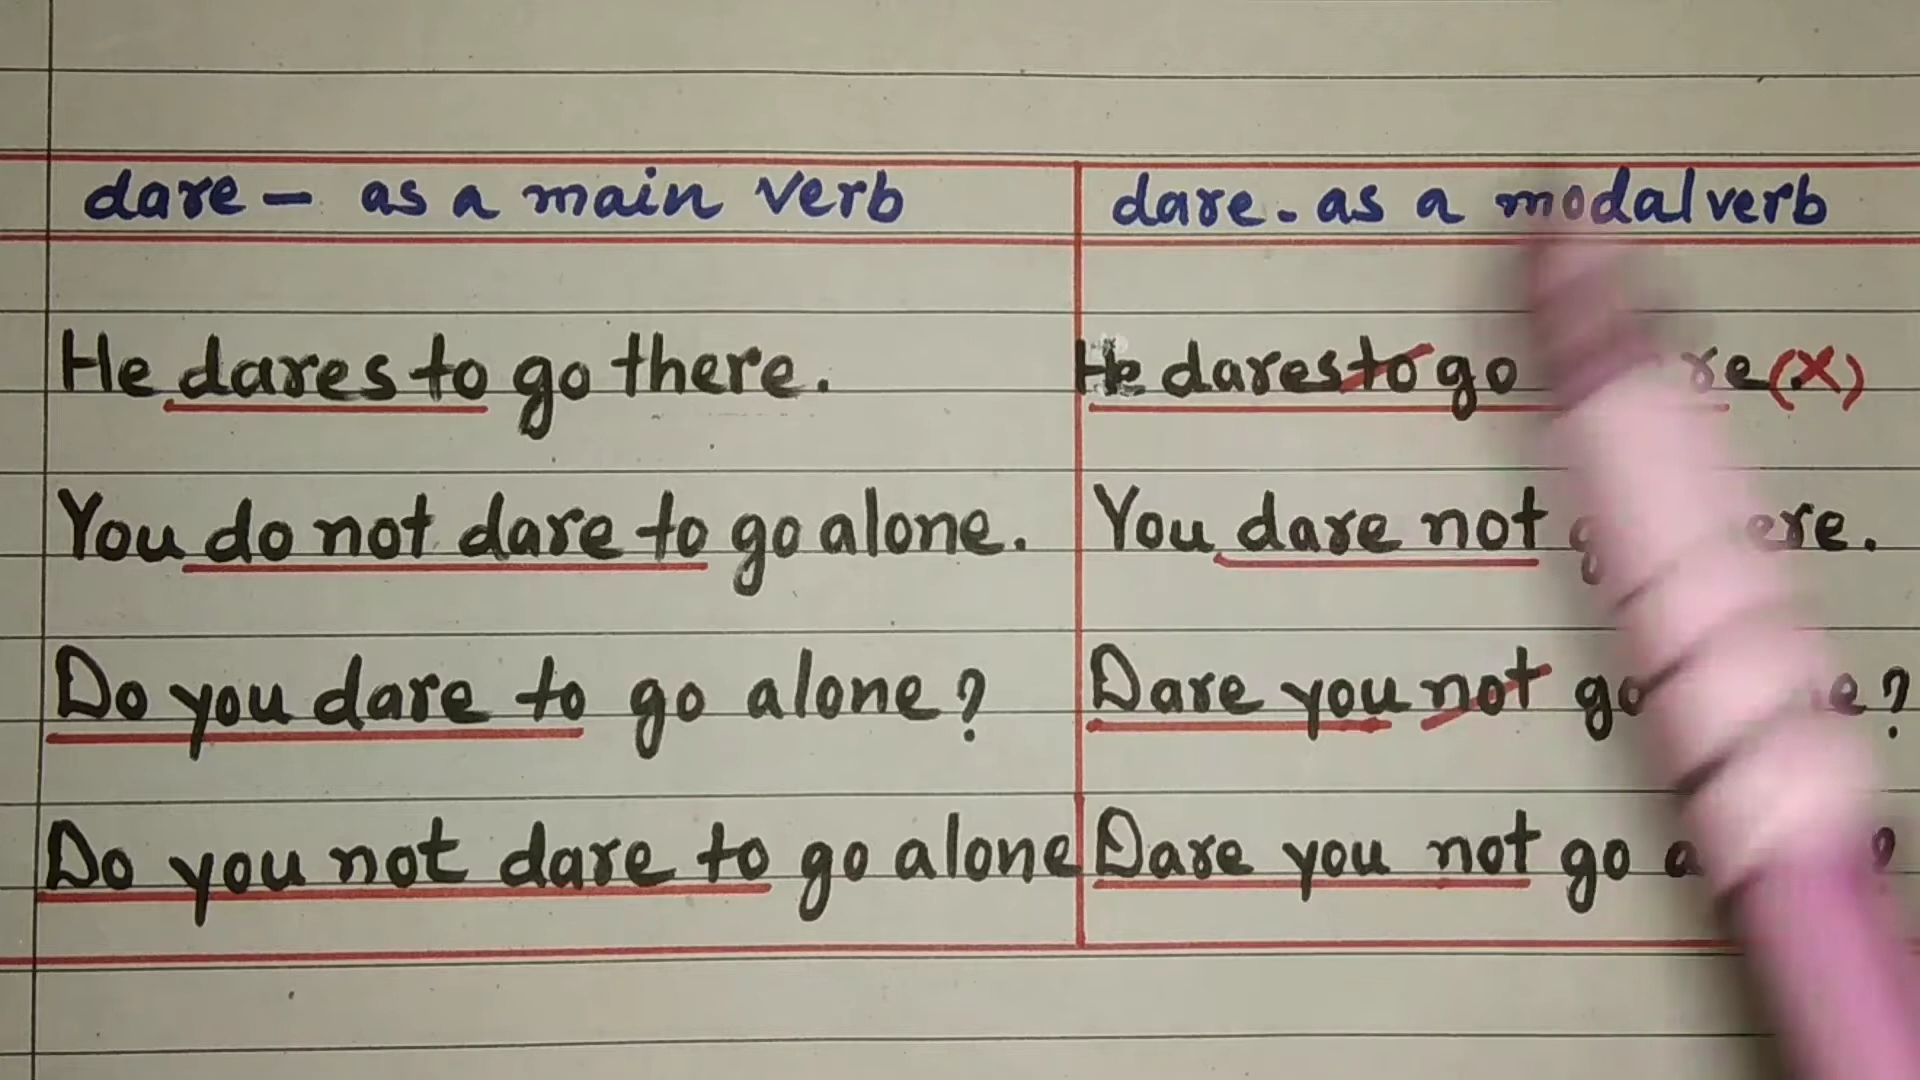 dare - as a main verb
dare. as a modal verb
He dares to go there.
He dares to go (X)
You do not dare to go alone.
You dare not
Do you dare to go alone?
Dare you not go ?
Do you not dare to go alone
Dare you not go ?